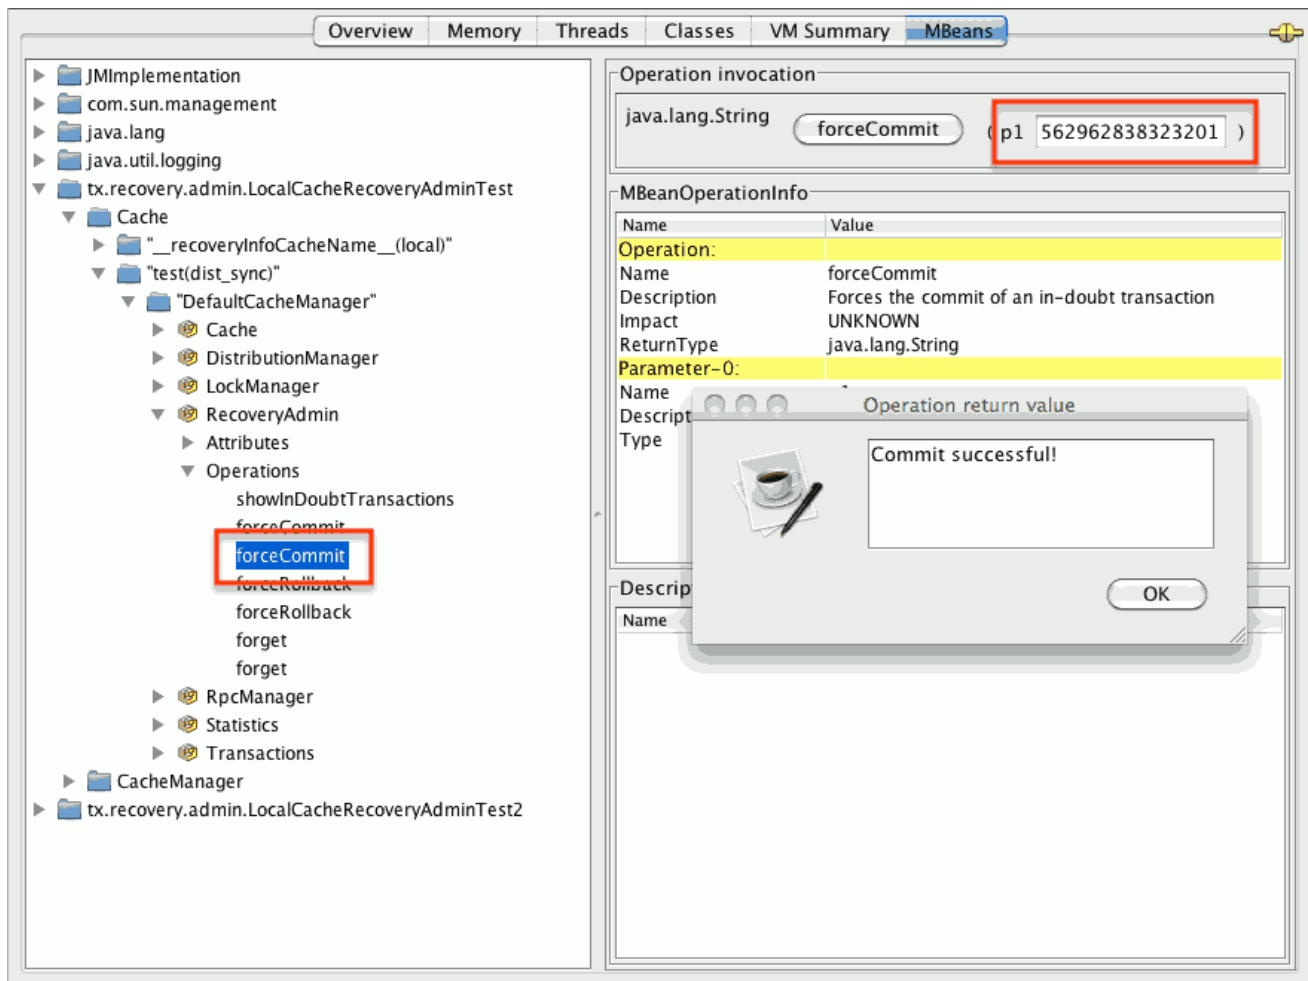 Overview Memory Threads Classes VM Summary MBeans
JMImplementation
com.sun.management
java.lang
java.util.logging
tx.recovery.admin.LocalCacheRecoveryAdminTest
Cache
"__recoveryInfoCacheName__(local)"
"test(dist_sync)"
"DefaultCacheManager"
Cache
DistributionManager
LockManager
RecoveryAdmin
Attributes
Operations
showInDoubtTransactions
forceCommit
forceCommit
forceRollback
forceRollback
forget
forget
RpcManager
Statistics
Transactions
CacheManager
tx.recovery.admin.LocalCacheRecoveryAdminTest2
Operation invocation
java.lang.String forceCommit ( p1 562962838323201 )
MBeanOperationInfo
Name Value
Operation:
Name forceCommit
Description Forces the commit of an in-doubt transaction
Impact UNKNOWN
ReturnType java.lang.String
Parameter-0:
Name
Descript
Type
Operation return value
Commit successful!
OK
Descrip
Name